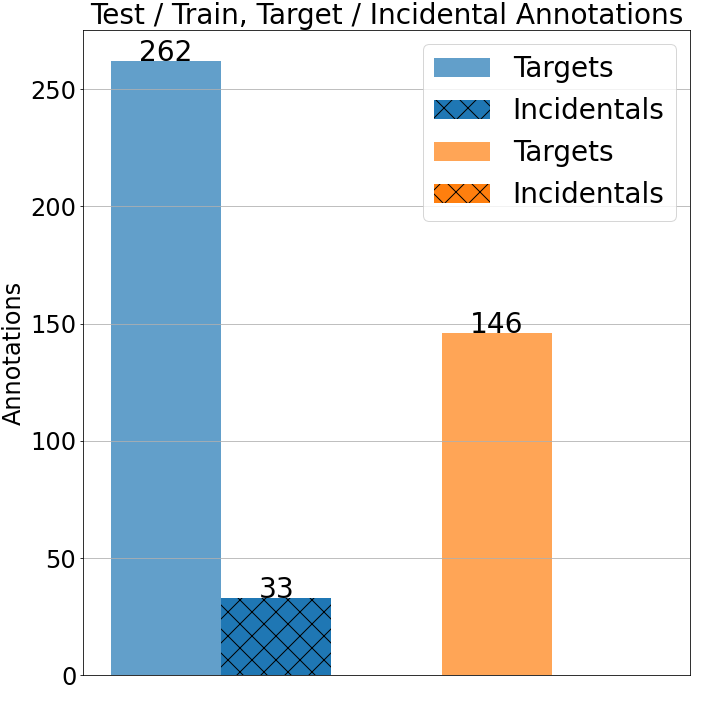 Test / Train, Target / Incidental Annotations
262
Targets
Incidentals
Targets
Incidentals
250
200
150
100
50
0
Annotations
146
33